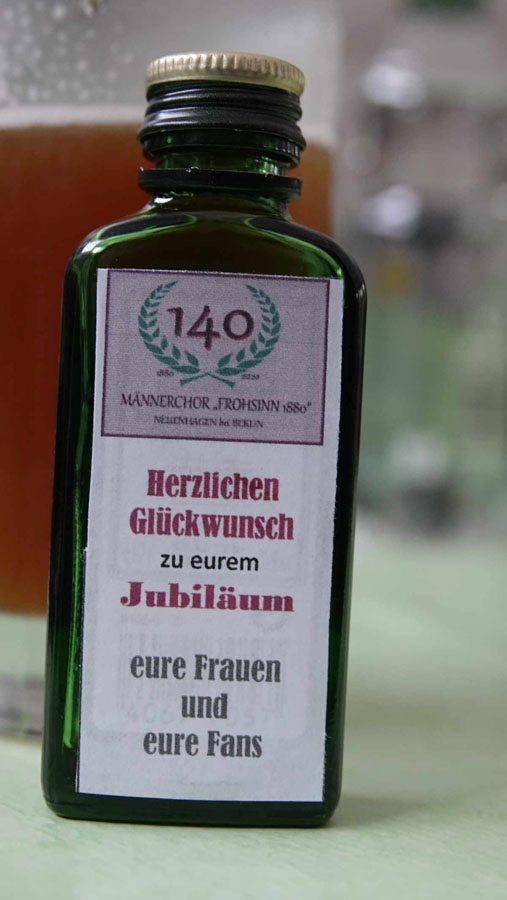 140
1880 2020
MÄNNERCHOR „FROHSINN 1880"
NEUENHAGEN bei BERLIN
Herzlichen
Glückwunsch
zu eurem
Jubiläum
eure Frauen
und
eure Fans